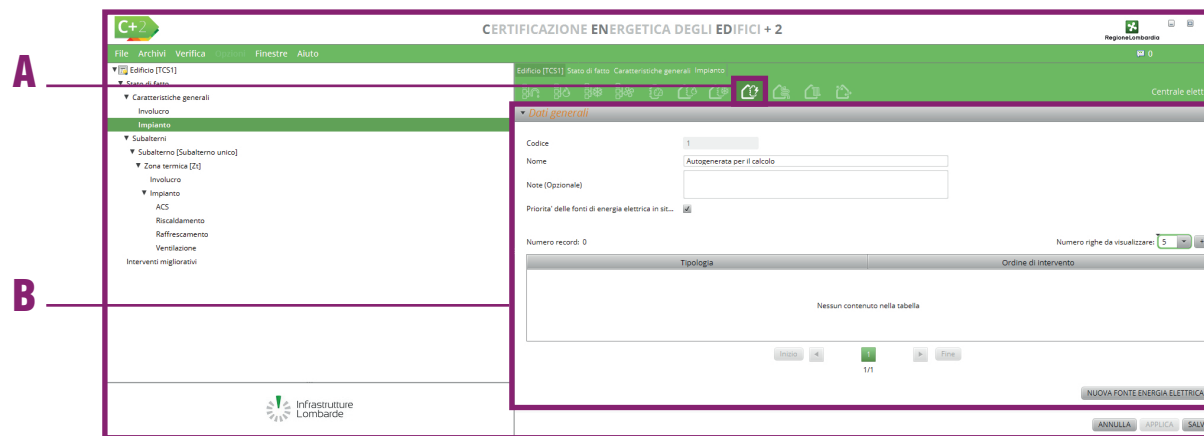 C+2
CERTIFICAZIONE ENERGETICA DEGLI EDIFICI + 2
RegioneLombardia
File Archivi Verifica Finestre Aiuto
0
A
Edificio [TCS1]
Stato di fatto
Caratteristiche generali
Involucro
Impianto
Subalterni
Subalterno [Subalterno unico]
Zona termica [Zt]
Involucro
Impianto
ACS
Riscaldamento
Raffrescamento
Ventilazione
Interventi migliorativi
B
Infrastrutture
Lombarde
Edificio [TCS1] Stato di fatto Caratteristiche generali Impianto
Centrale elett
Dati generali
Codice 1
Nome Autogenerata per il calcolo
Note (Opzionale)
Priorita' delle fonti di energia elettrica in sit...
Numero record: 0 Numero righe da visualizzare: 5 +
Tipologia Ordine di intervento
Nessun contenuto nella tabella
Inizio 1 Fine
1/1
NUOVA FONTE ENERGIA ELETTRICA
ANNULLA APPLICA SALV